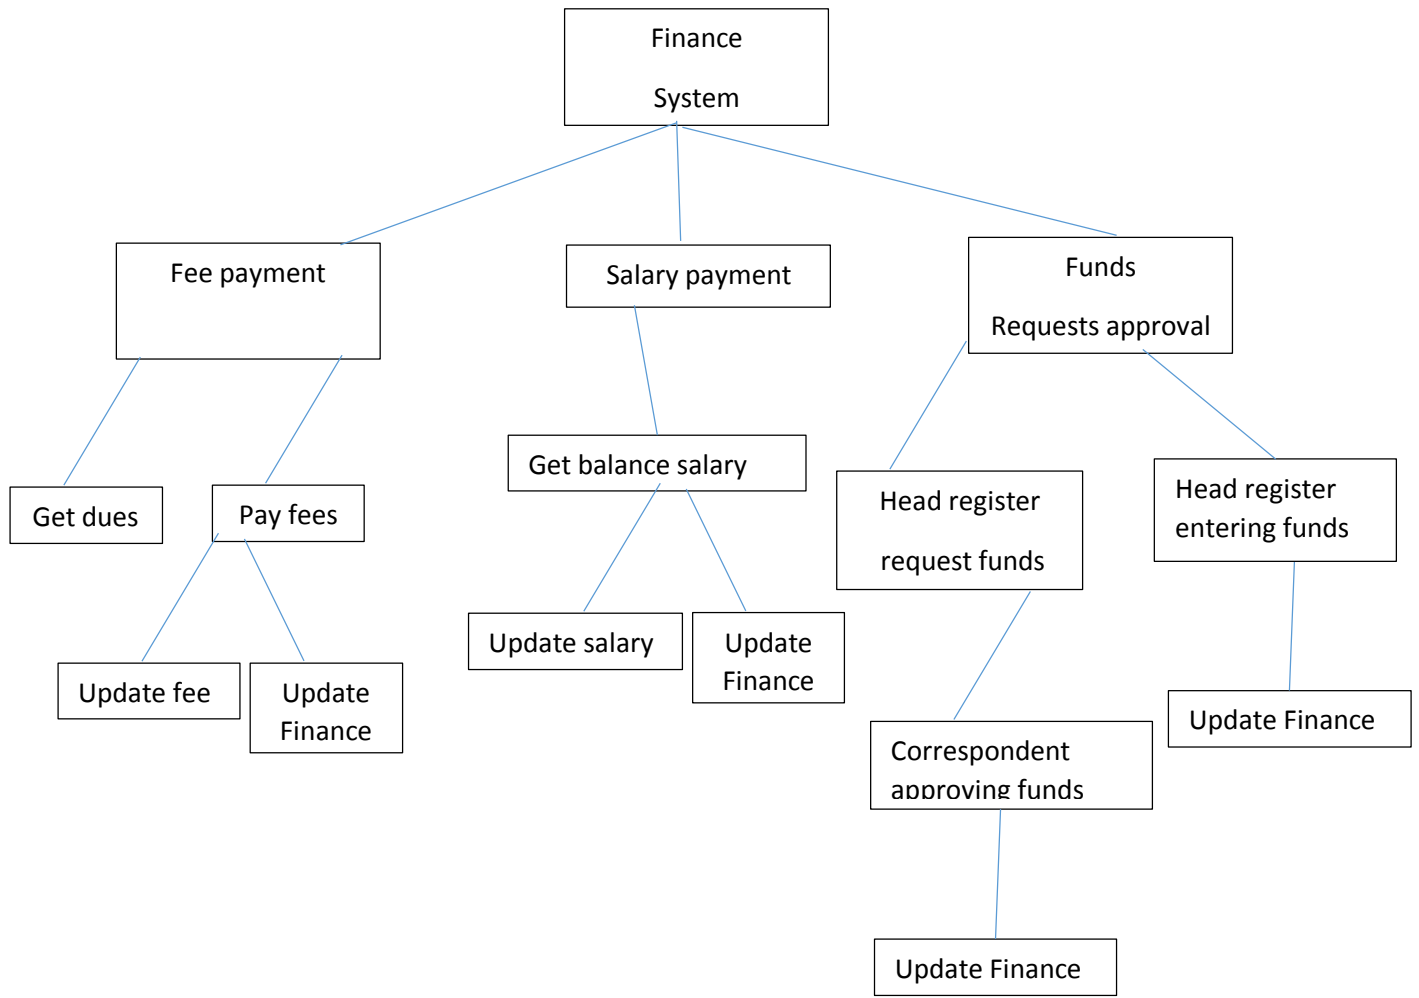 Finance
System
Fee payment
Salary payment
Funds
Requests approval
Get dues
Pay fees
Get balance salary
Head register
request funds
Head register
entering funds
Update fee
Update
Finance
Update salary
Update
Finance
Correspondent
approving funds
Update Finance
Update Finance